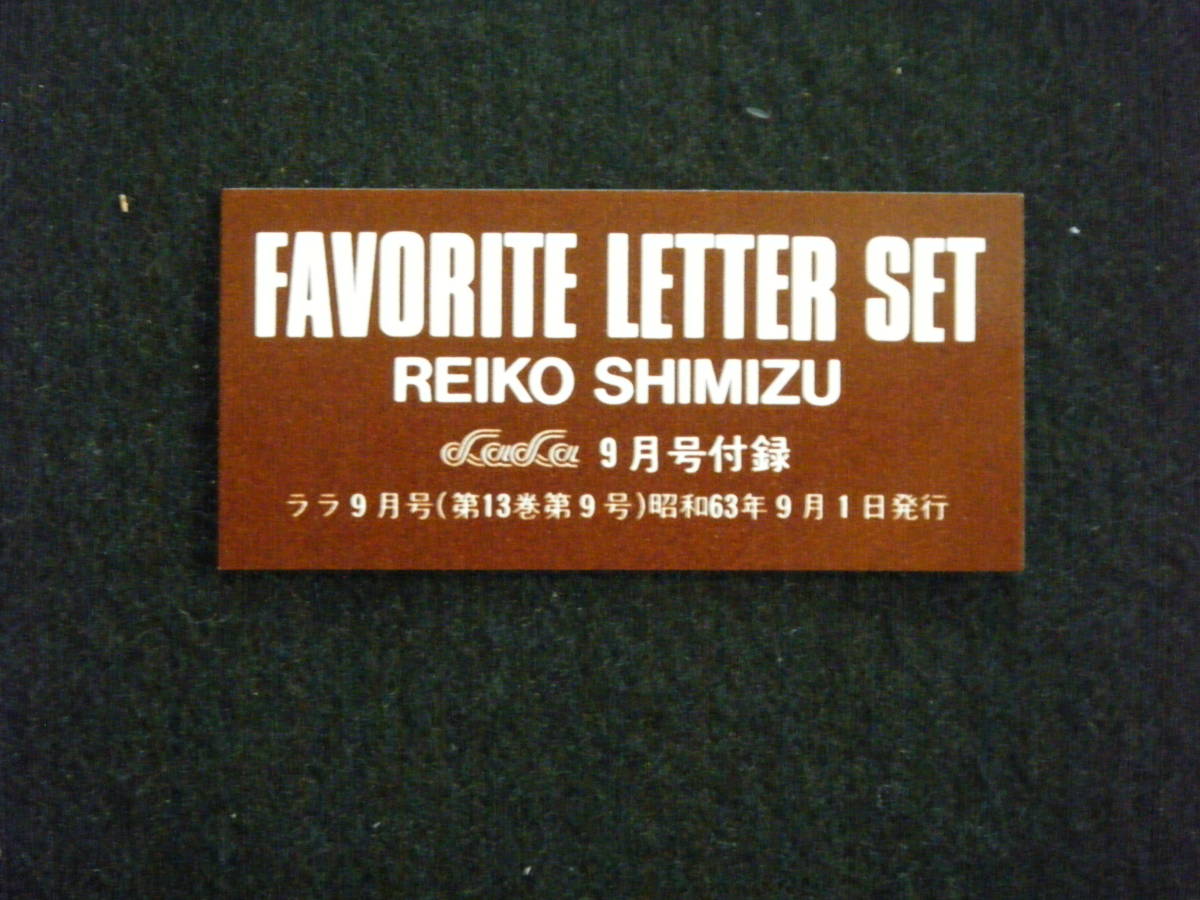 FAVORITE LETTER SET
REIKO SHIMIZU
LaLa 9月号付録
ララ9月号(第13巻第9号)昭和63年9月1日発行